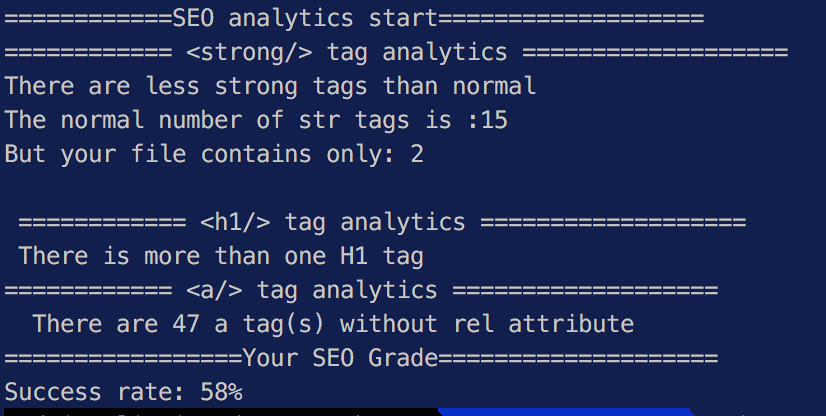 ============SEO analytics start===================
============ <strong/> tag analytics ===================
There are less strong tags than normal
The normal number of str tags is :15
But your file contains only: 2
============ <h1/> tag analytics ===================
There is more than one H1 tag
============ <a/> tag analytics ===================
There are 47 a tag(s) without rel attribute
=================Your SEO Grade====================
Success rate: 58%